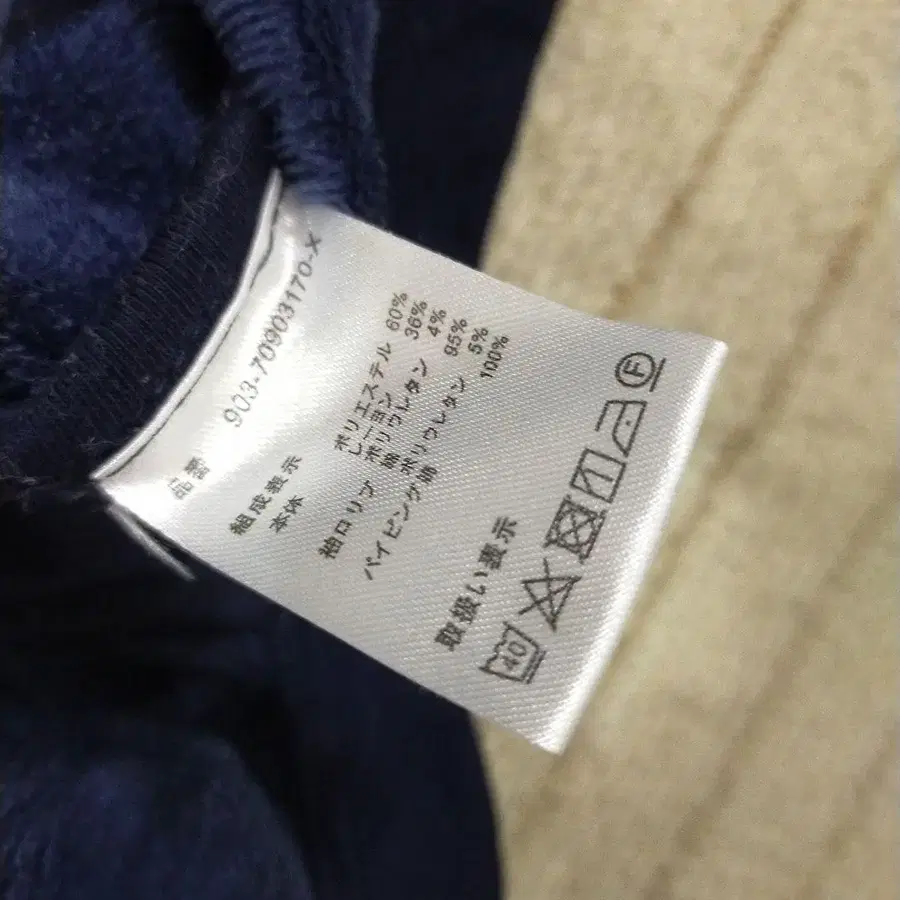 品番 903-70903170-X
組成表示
本体 ポリエステル 60%
レーヨン 36%
ポリウレタン 4%
袖口リブ 綿 95%
ポリウレタン 5%
パイピング 綿 100%
取扱い表示
40
F